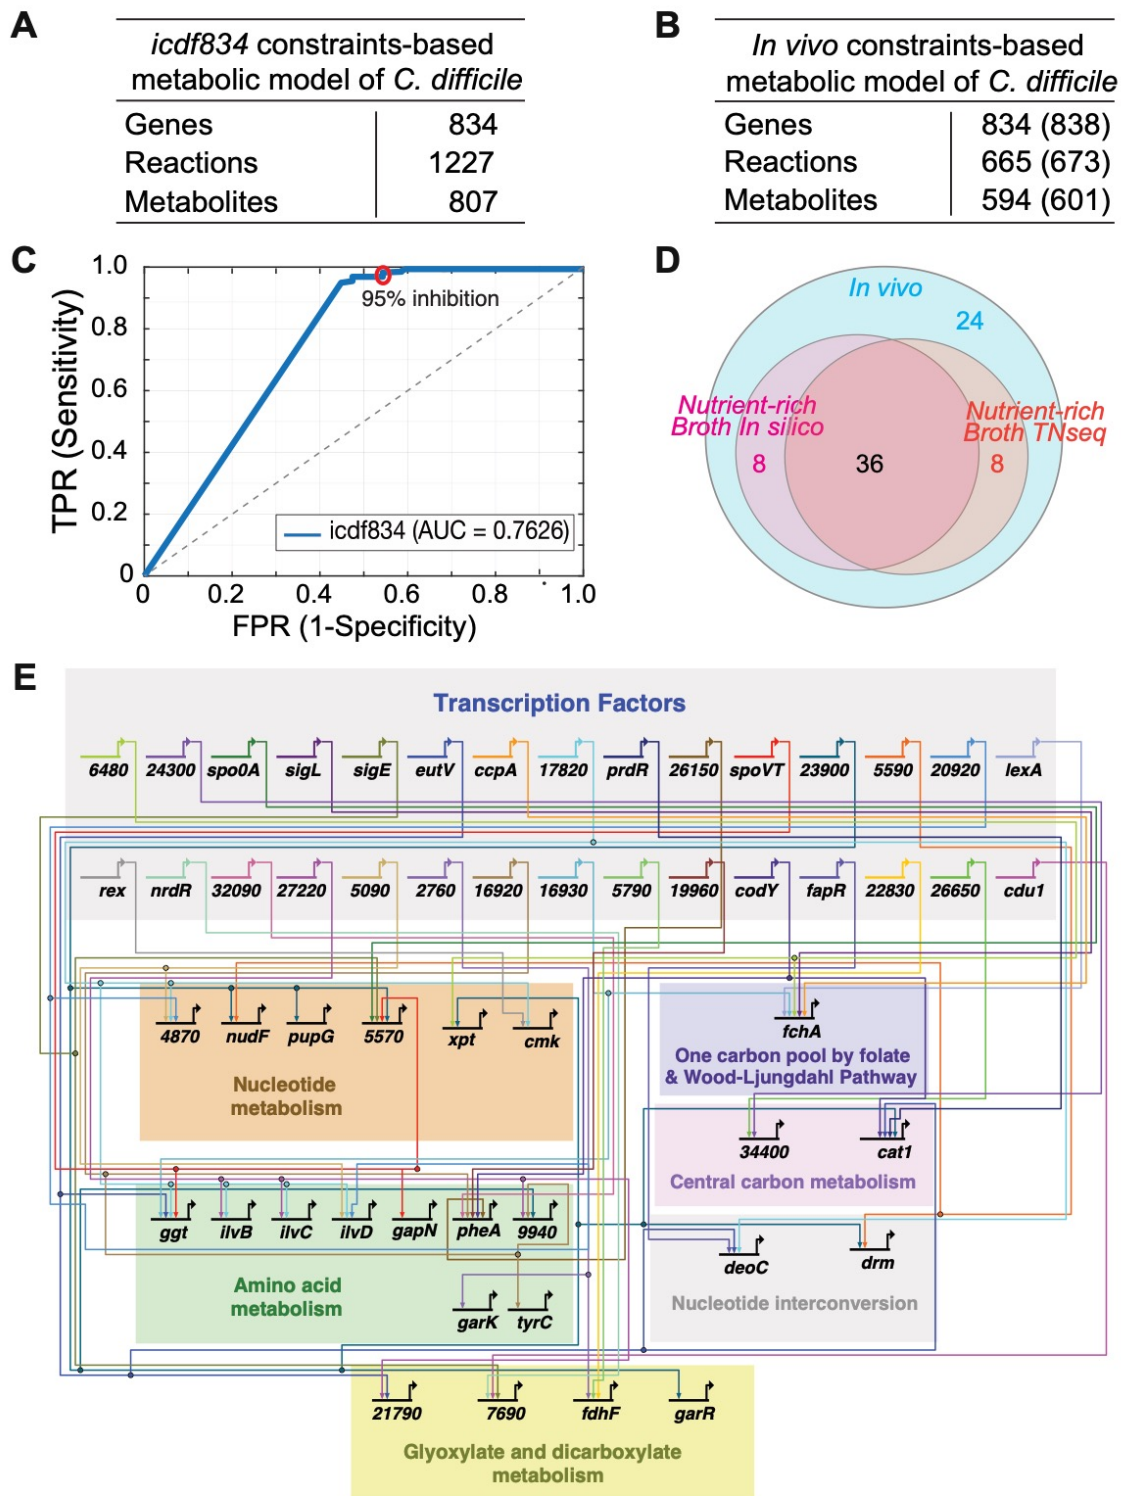 A
icdf834 constraints-based
metabolic model of C. difficile
Genes 834
Reactions 1227
Metabolites 807
B
In vivo constraints-based
metabolic model of C. difficile
Genes 834 (838)
Reactions 665 (673)
Metabolites 594 (601)
C
TPR (Sensitivity)
1.0
0.8
0.6
0.4
0.2
0
95% inhibition
icdf834 (AUC = 0.7626)
0 0.2 0.4 0.6 0.8 1.0
FPR (1-Specificity)
D
In vivo
24
Nutrient-rich
Broth In silico
8
36
Nutrient-rich
Broth TNseq
8
E
Transcription Factors
6480 24300 spo0A sigL sigE eutV ccpA 17820 prdR 26150 spoVT 23900 5590 20920 lexA
rex nrdR 32090 27220 5090 2760 16920 16930 5790 19960 codY fapR 22830 26650 cdu1
4870 nudF pupG 5570 xpt cmk
Nucleotide
metabolism
fchA
One carbon pool by folate
& Wood-Ljungdahl Pathway
34400 cat1
Central carbon metabolism
ggt ilvB ilvC ilvD gapN pheA 9940
Amino acid
metabolism
garK tyrC
deoC drm
Nucleotide interconversion
21790 7690 fdhF garR
Glyoxylate and dicarboxylate
metabolism